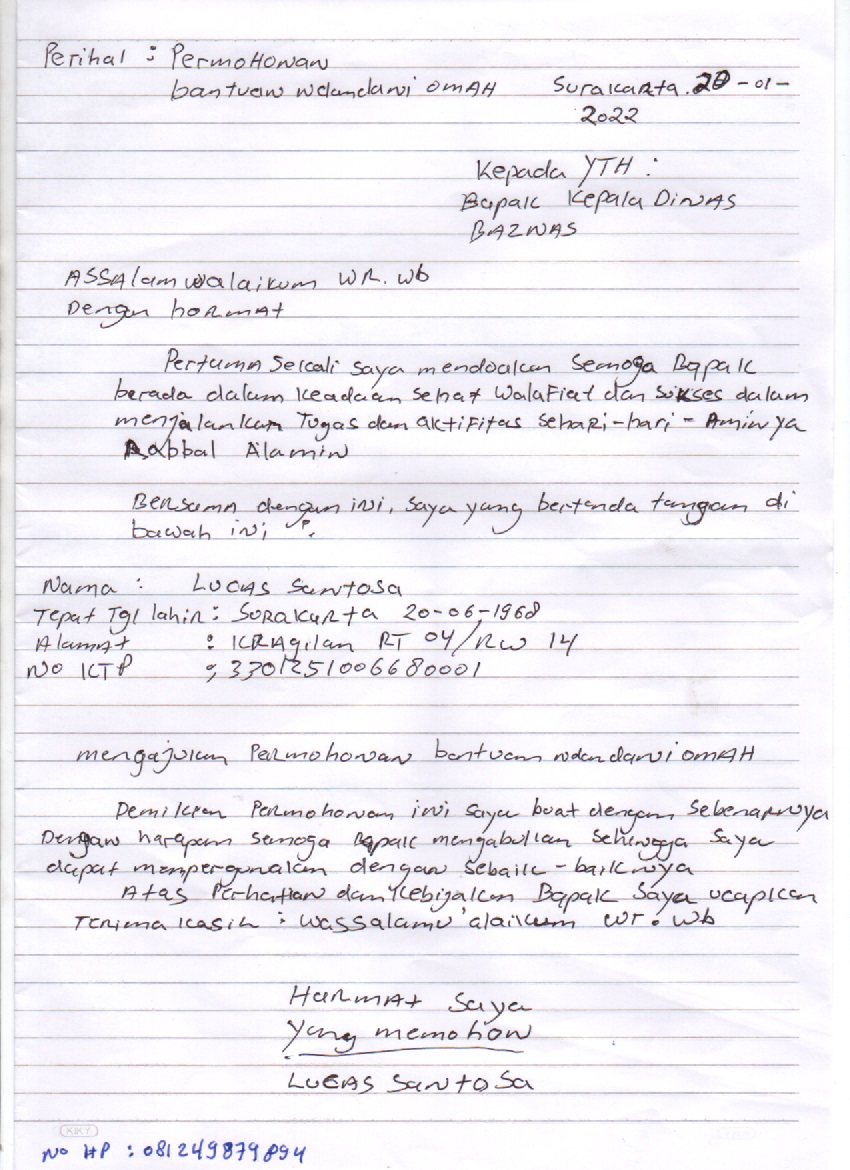 Perihal : Permohonan
bantuan ndandani omah Surakarta. 20-01-
2022
Kepada YTH :
Bapak Kepala Dinas
BAZNAS
Assalamwalaikum WR. Wb
Dengan hormat
Pertama Sekali saya mendoakan Semoga Bapak
berada dalam keadaan sehat Walafiat dan sukses dalam
menjalankan Tugas dan aktifitas Sehari-hari - Amin ya
Rabbal Alamin
Bersama dengan ini, saya yang bertanda tangan di
bawah ini ;
Nama : LUCAS Santosa
Tepat Tgl lahir : Surakarta 20-06-1968
Alamat : Kragilan RT 04/RW 14
No KTP : 3301251006680001
mengajukan Permohonan bantuan ndandani omah
Demikian Permohonan ini saya buat dengan Sebenarnya
Dengan harapan semoga Bapak mengabulkan Sehingga Saya
dapat mempergunakan dengan sebaik-baiknya
Atas Perhatian dan Kebijakan Bapak Saya ucapkan
Terima kasih : Wassalamu'alaikum Wr. Wb
Harmat Saya
yang memohon
LUCAS Santosa
KIKY
No HP : 081249879894